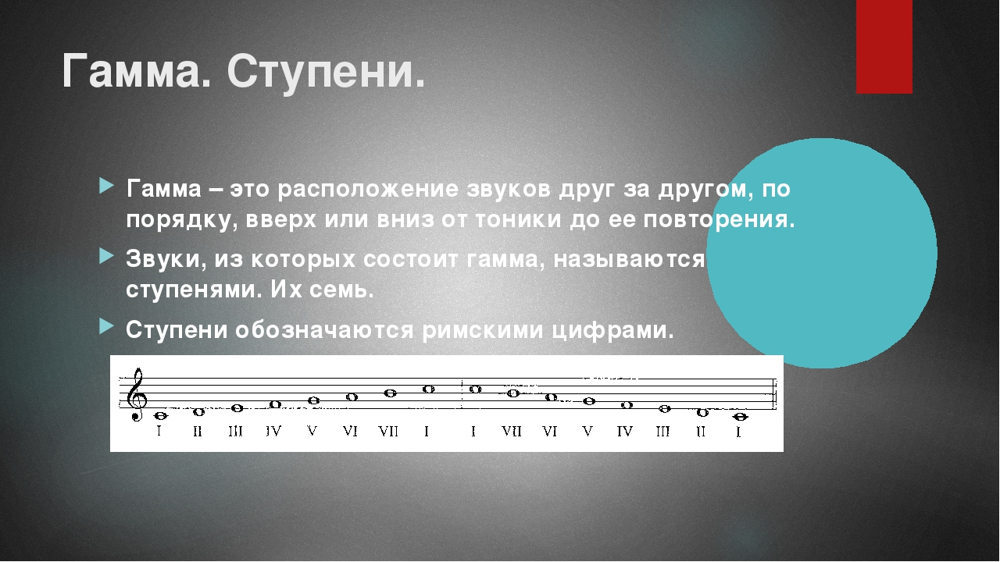 Гамма. Ступени.
Гамма – это расположение звуков друг за другом, по
порядку, вверх или вниз от тоники до ее повторения.
Звуки, из которых состоит гамма, называются
ступенями. Их семь.
Ступени обозначаются римскими цифрами.
I II III IV V VI VII I I VII VI V IV III II I